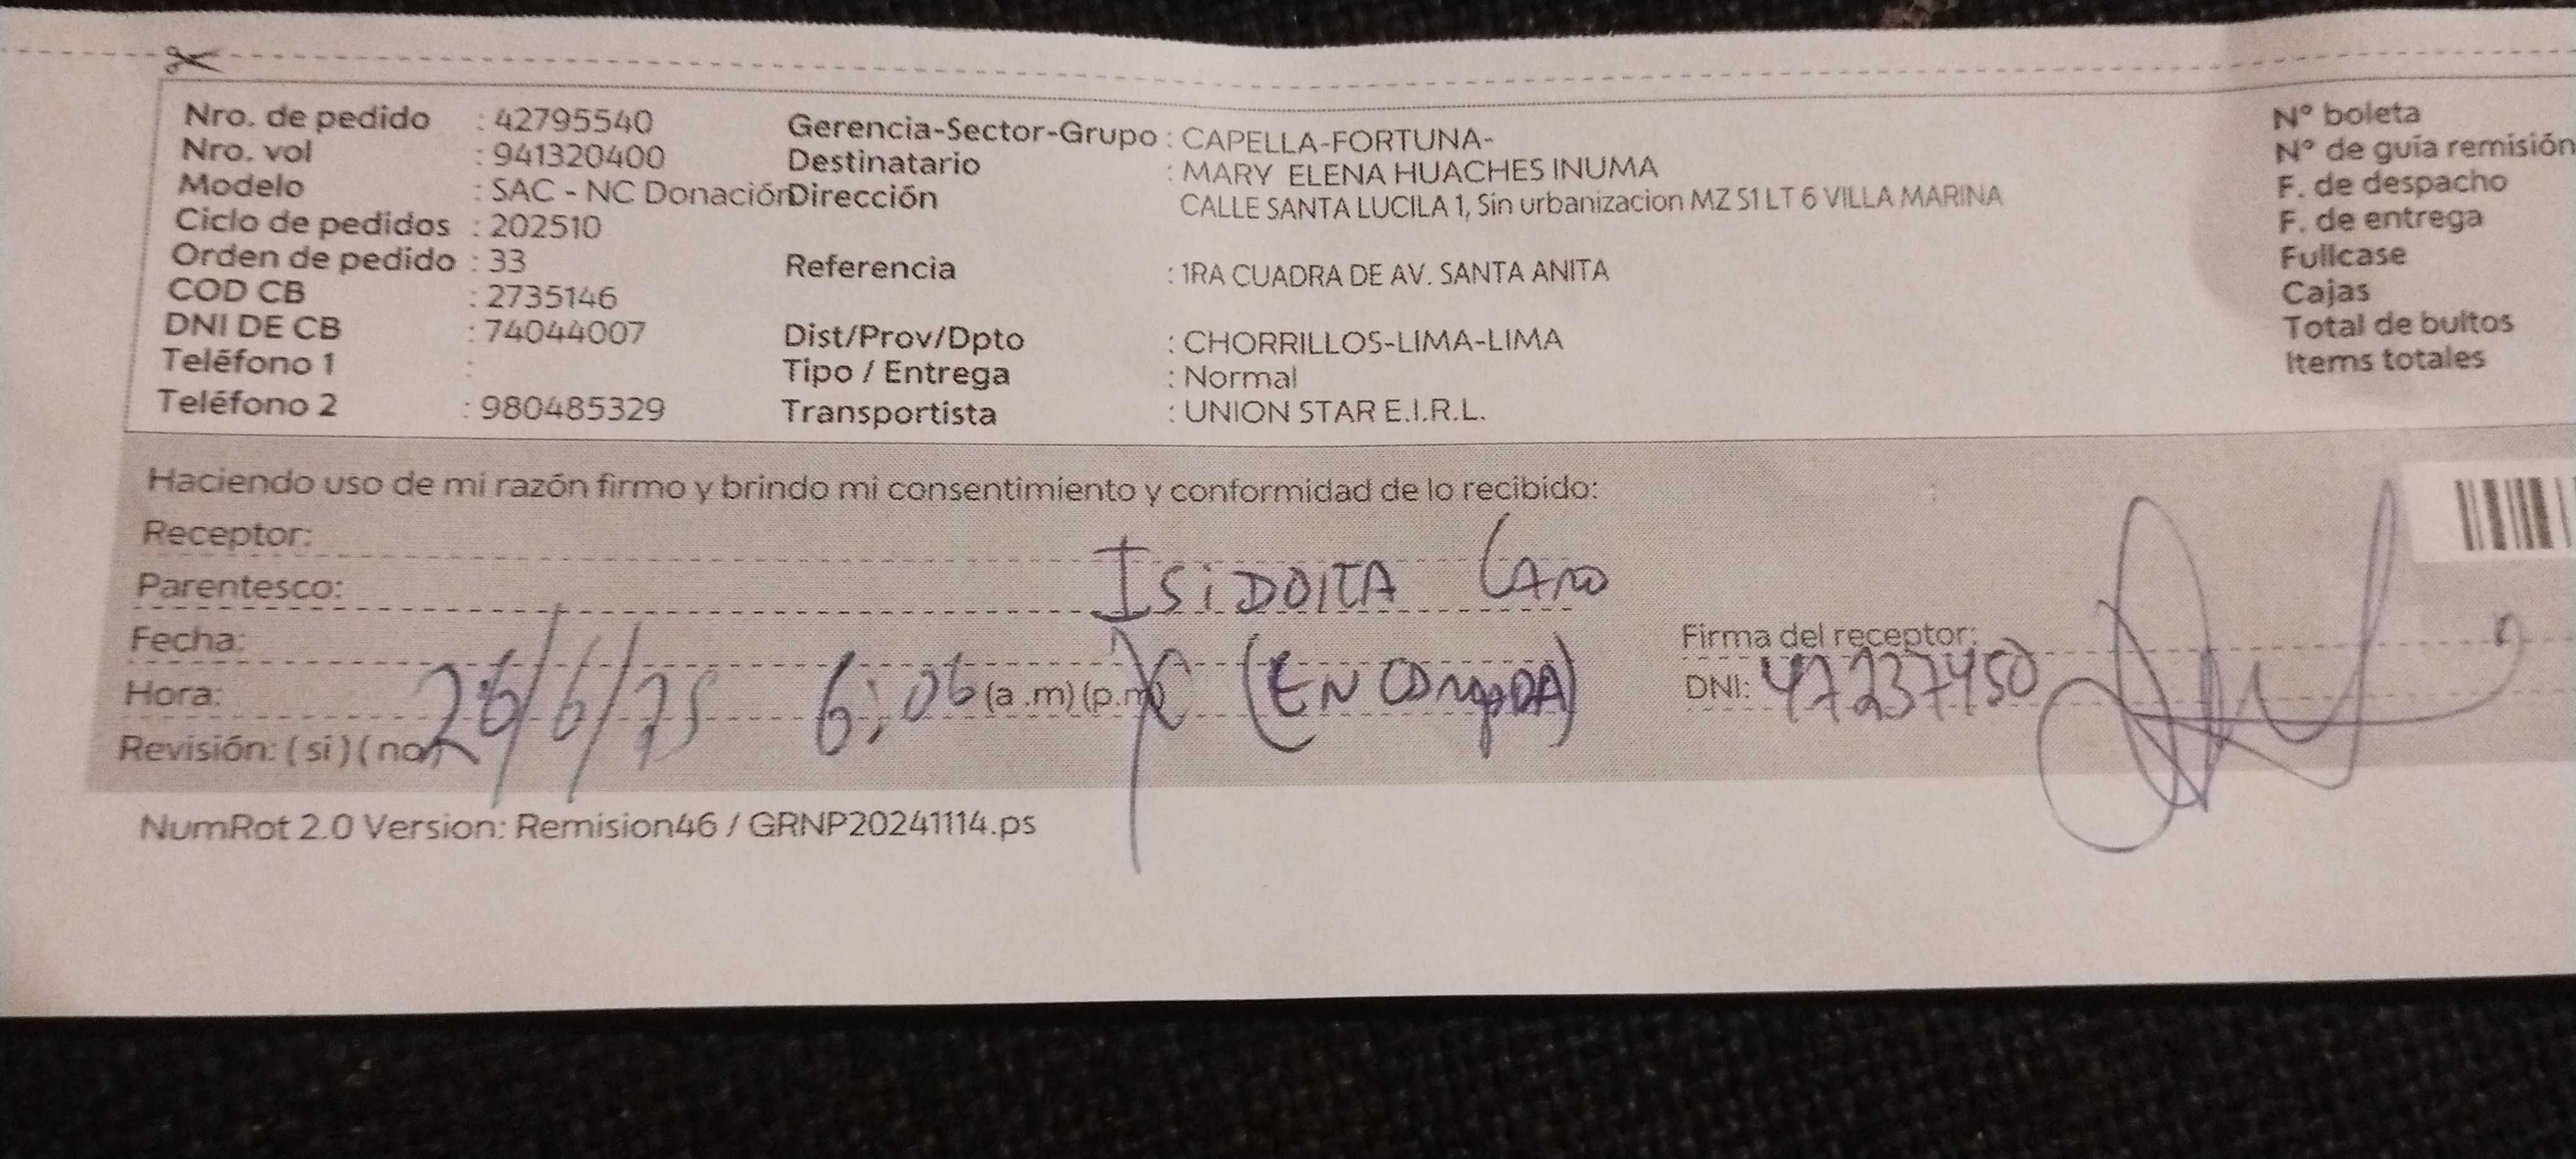 Nro. de pedido : 42795540
Nro. vol : 941320400
Modelo : SAC - NC Donación
Ciclo de pedidos : 202510
Orden de pedido : 33
COD CB : 2735146
DNI DE CB : 74044007
Teléfono 1 :
Teléfono 2 : 980485329
Gerencia-Sector-Grupo : CAPELLA-FORTUNA-
Destinatario : MARY ELENA HUACHES INUMA
Dirección CALLE SANTA LUCILA 1, Sin urbanizacion MZ S1 LT 6 VILLA MARINA
Referencia : 1RA CUADRA DE AV. SANTA ANITA
Dist/Prov/Dpto : CHORRILLOS-LIMA-LIMA
Tipo / Entrega : Normal
Transportista : UNION STAR E.I.R.L.
N° boleta
N° de guía remisión
F. de despacho
F. de entrega
Fullcase
Cajas
Total de bultos
Items totales
Haciendo uso de mi razón firmo y brindo mi consentimiento y conformidad de lo recibido:
Receptor:
Parentesco: ISIDORA
Fecha:
Hora: 26/6/25 6:06 (a .m) (p.m)
Revisión: ( si ) ( no )
Firma del receptor:
DNI: 47237450
NumRot 2.0 Version: Remision46 / GRNP20241114.ps